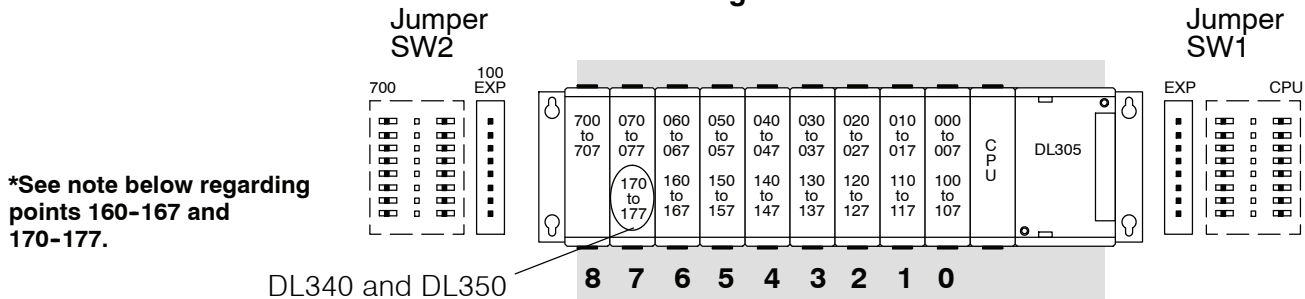 Jumper
SW2
Jumper
SW1
700
100
EXP
EXP
CPU
700
to
707
070
to
077
060
to
067
050
to
057
040
to
047
030
to
037
020
to
027
010
to
017
000
to
007
C
P
U
DL305
170
to
177
160
to
167
150
to
157
140
to
147
130
to
137
120
to
127
110
to
117
100
to
107
*See note below regarding
points 160-167 and
170-177.
DL340 and DL350
8 7 6 5 4 3 2 1 0